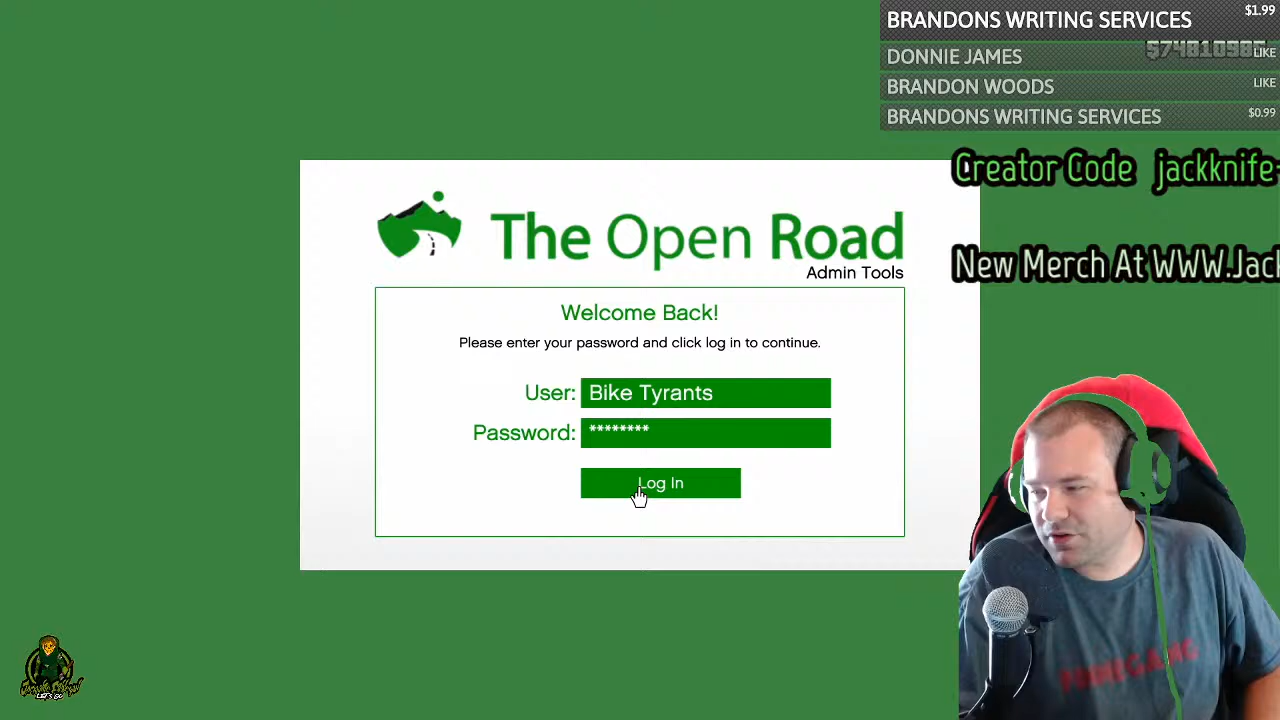 BRANDONS WRITING SERVICES $1.99
DONNIE JAMES LIKE
BRANDON WOODS LIKE
BRANDONS WRITING SERVICES $0.99
Creator Code jackknife-
New Merch At WWW.Jack
The Open Road
Admin Tools
Welcome Back!
Please enter your password and click log in to continue.
User: Bike Tyrants
Password: ********
Log In
LET'S GO